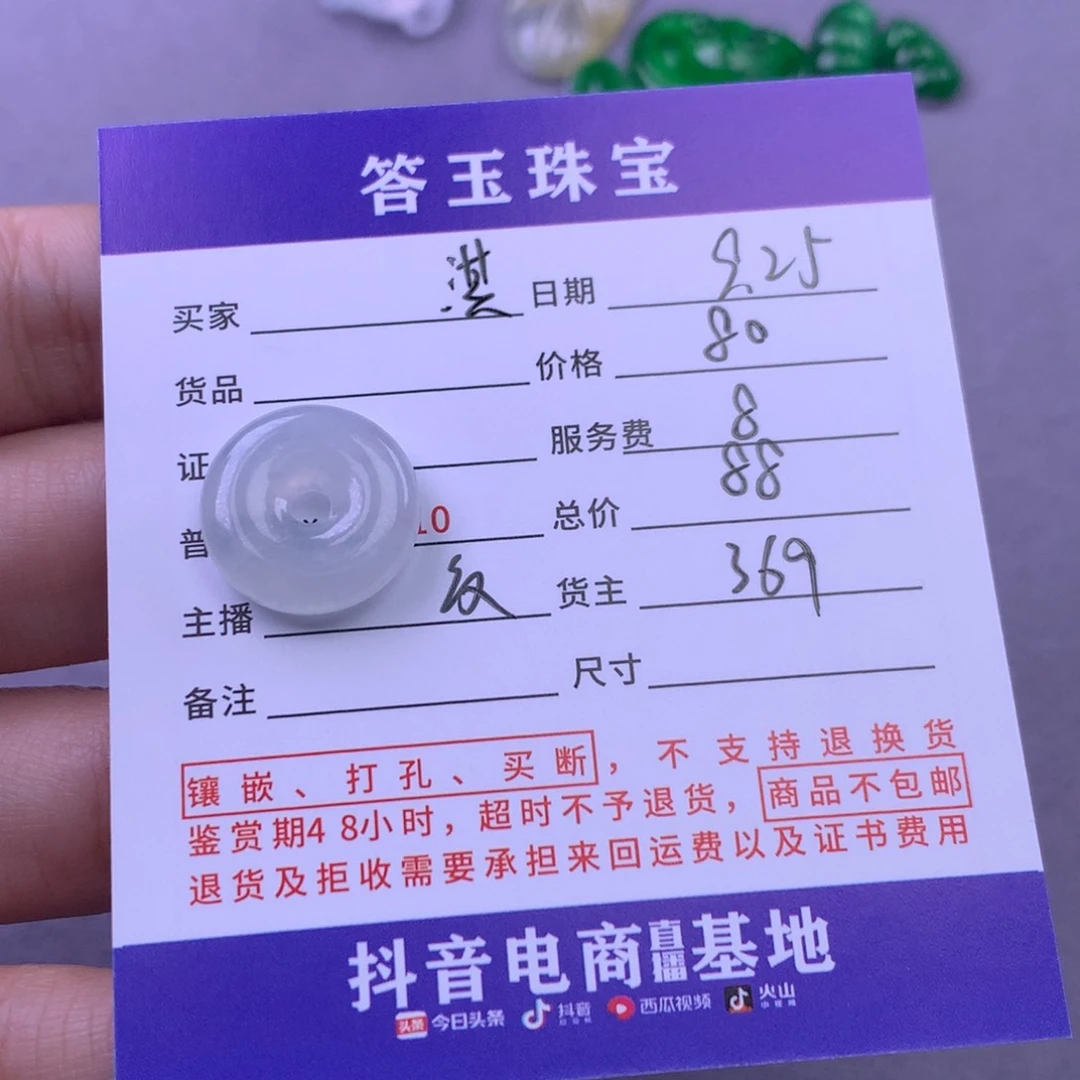 答玉珠宝
买家 淇 日期 9.25
货品 价格 80
证 服务费 8
普 10 总价 88
主播 货主 369
备注 尺寸
镶嵌、打孔、买断，不支持退换货
鉴赏期48小时，超时不予退货，商品不包邮
退货及拒收需要承担来回运费以及证书费用
抖音电商直播基地
头条 今日头条 抖音 西瓜视频 火山